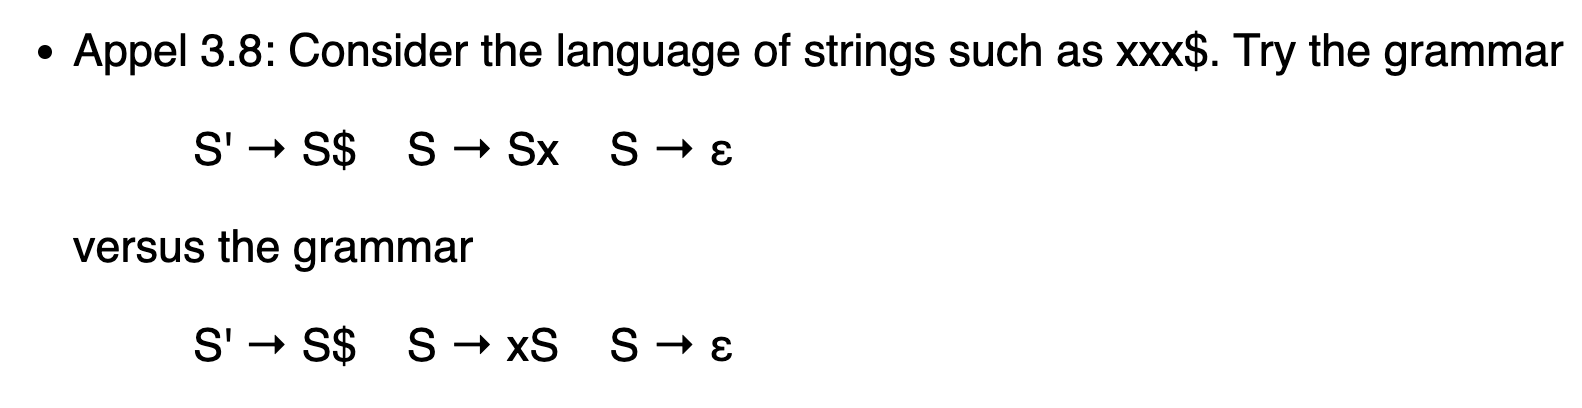 • Appel 3.8: Consider the language of strings such as xxx$. Try the grammar
S' → S$ S → Sx S → ε
versus the grammar
S' → S$ S → xS S → ε